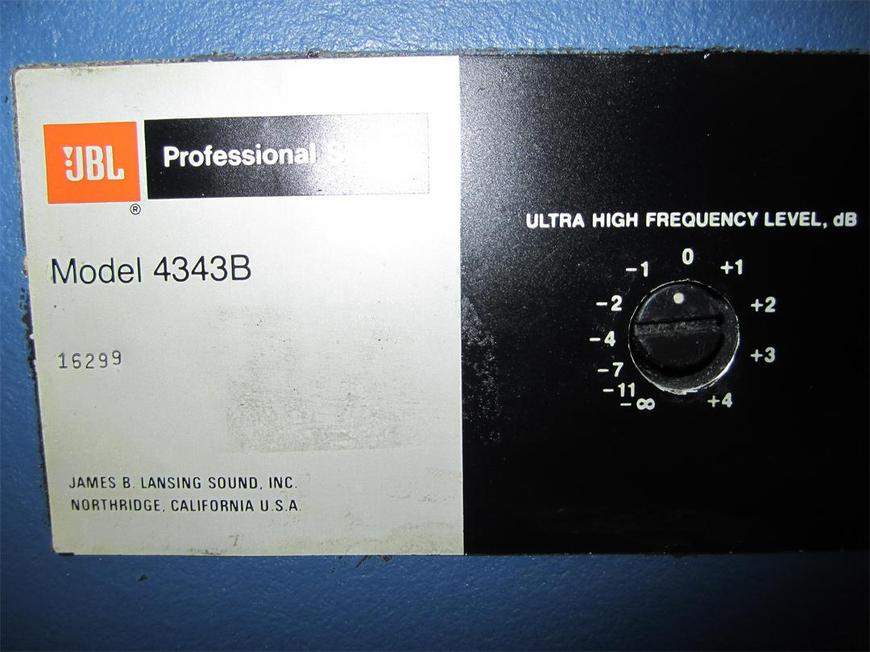 JBL
Professional
®
Model 4343B
16299
JAMES B. LANSING SOUND, INC.
NORTHRIDGE, CALIFORNIA U.S.A.
ULTRA HIGH FREQUENCY LEVEL, dB
0
-1 +1
-2 +2
-4
+3
-7
-11
-∞ +4